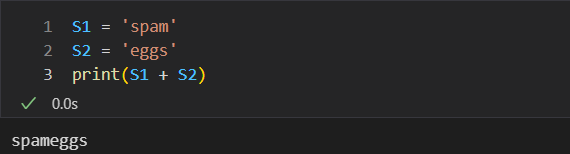 1 S1 = 'spam'
2 S2 = 'eggs'
3 print(S1 + S2)
0.0s
spameggs